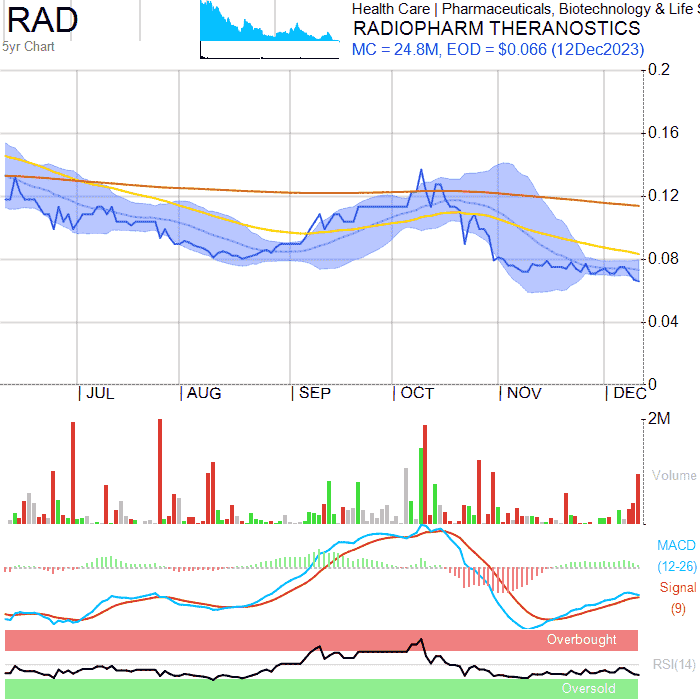 RAD
5yr Chart
Health Care | Pharmaceuticals, Biotechnology & Life S
RADIOPHARM THERANOSTICS
MC = 24.8M, EOD = $0.066 (12Dec2023)
0.2
0.16
0.12
0.08
0.04
0
| JUL | AUG | SEP | OCT | NOV | DEC
2M
Volume
MACD
(12-26)
Signal
(9)
Overbought
RSI(14)
Oversold